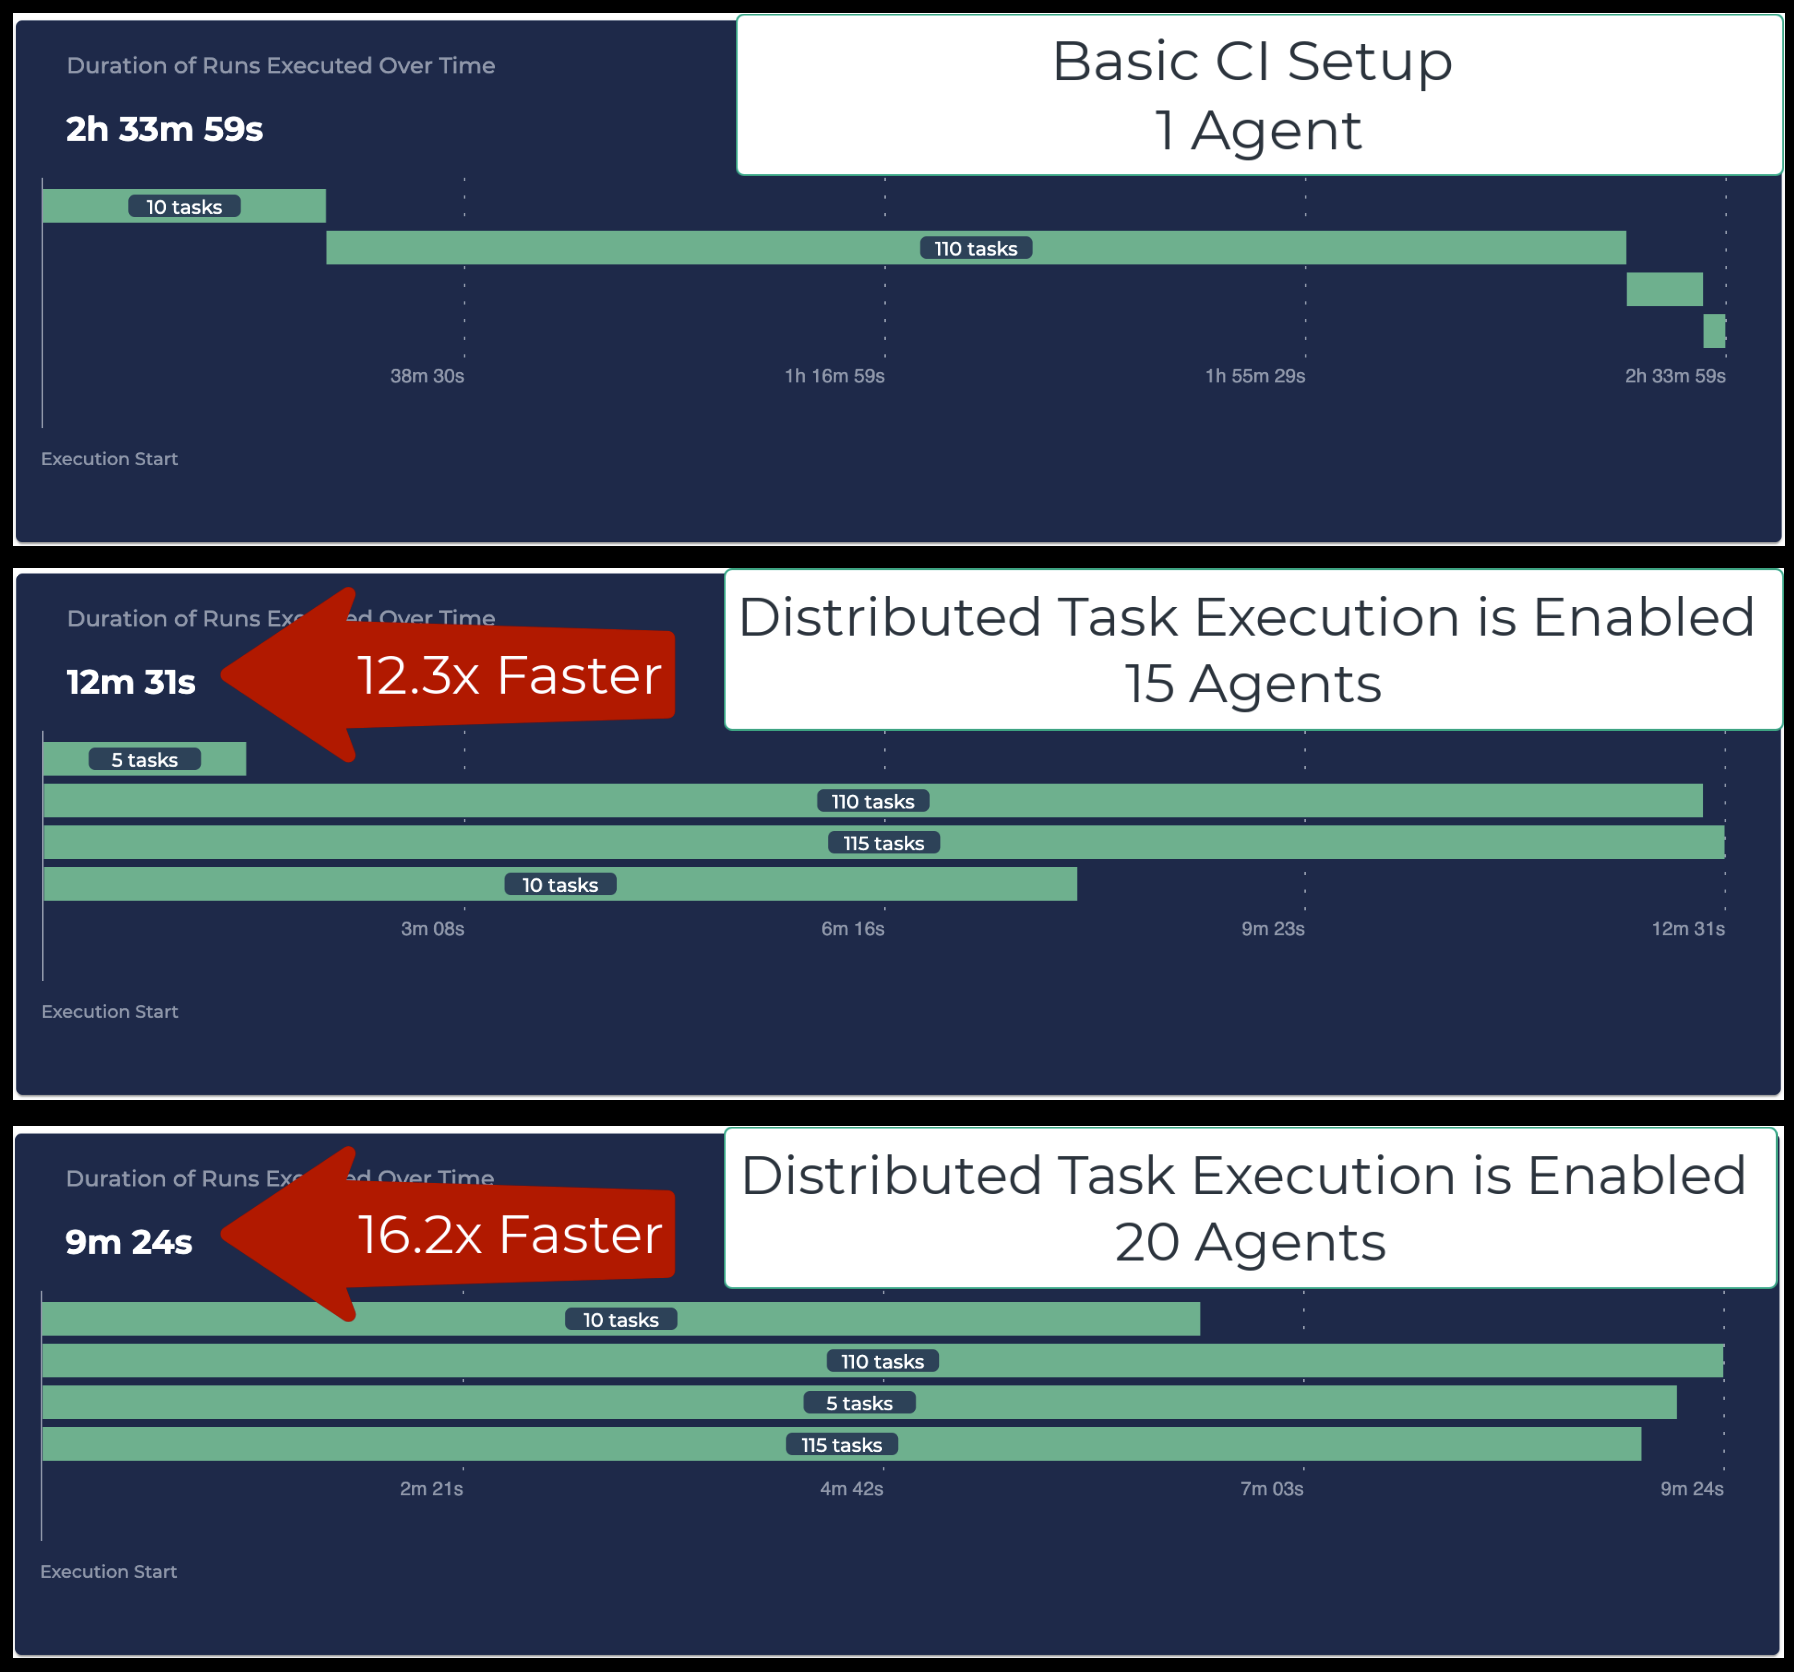 Duration of Runs Executed Over Time
2h 33m 59s
Basic CI Setup
1 Agent
10 tasks
110 tasks
38m 30s
1h 16m 59s
1h 55m 29s
2h 33m 59s
Execution Start
Duration of Runs Exe ed Over Time
12m 31s
12.3x Faster
Distributed Task Execution is Enabled
15 Agents
5 tasks
110 tasks
115 tasks
10 tasks
3m 08s
6m 16s
9m 23s
12m 31s
Execution Start
Duration of Runs Exe ed Over Time
9m 24s
16.2x Faster
Distributed Task Execution is Enabled
20 Agents
10 tasks
110 tasks
5 tasks
115 tasks
2m 21s
4m 42s
7m 03s
9m 24s
Execution Start